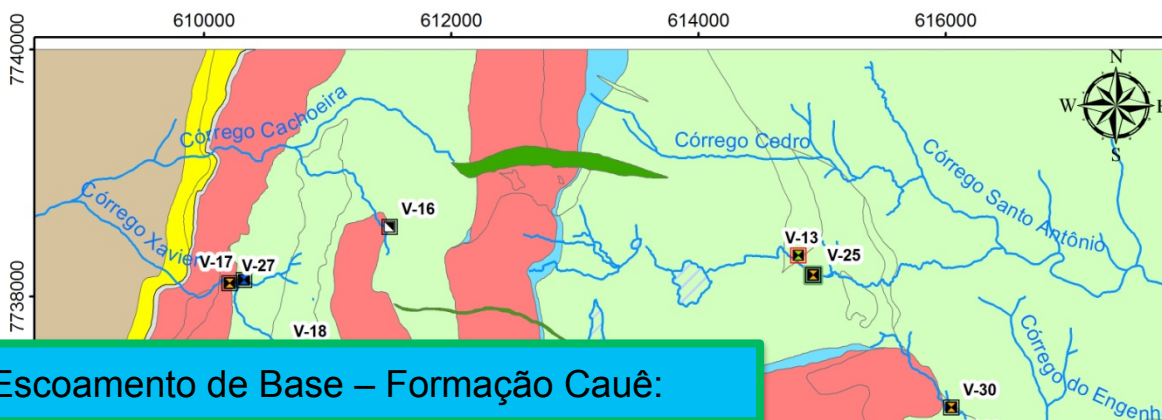 610000 612000 614000 616000
7740000
7738000
N
W
S
Córrego Cachoeira
Córrego Xavier
Córrego Cedro
Córrego Santo Antônio
V-16
V-17 V-27
V-13
V-25
V-18
V-30
Córrego do Engenh
Escoamento de Base – Formação Cauê: